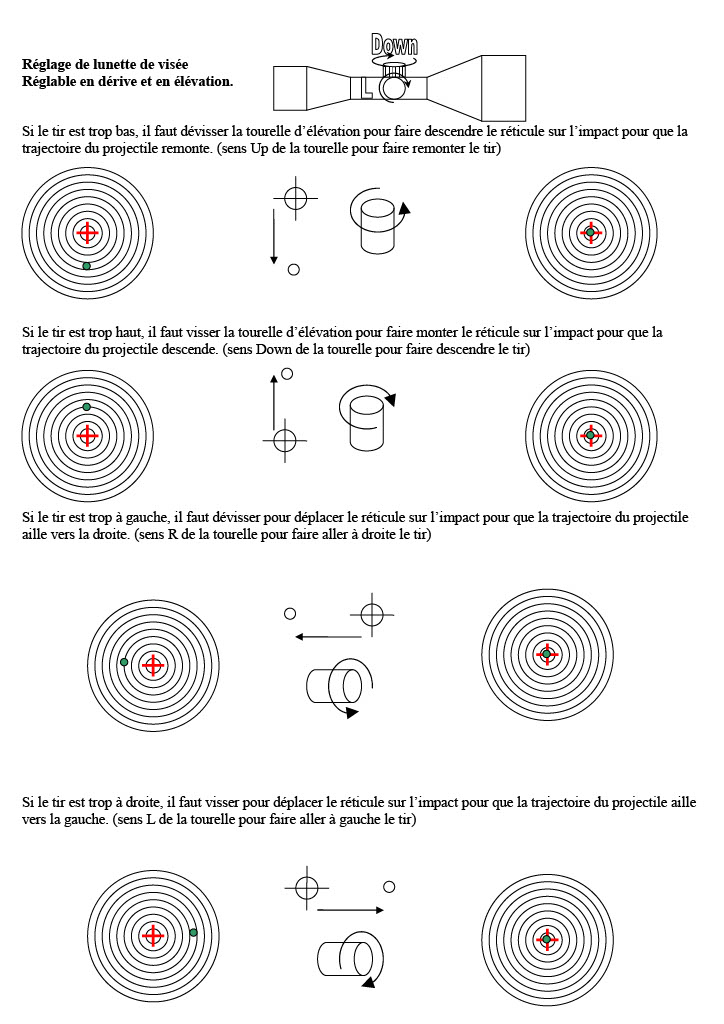 Down
Réglage de lunette de visée
Réglable en dérive et en élévation.
L
Si le tir est trop bas, il faut dévisser la tourelle d’élévation pour faire descendre le réticule sur l’impact pour que la
trajectoire du projectile remonte. (sens Up de la tourelle pour faire remonter le tir)
Si le tir est trop haut, il faut visser la tourelle d’élévation pour faire monter le réticule sur l’impact pour que la
trajectoire du projectile descende. (sens Down de la tourelle pour faire descendre le tir)
Si le tir est trop à gauche, il faut dévisser pour déplacer le réticule sur l’impact pour que la trajectoire du projectile
aille vers la droite. (sens R de la tourelle pour faire aller à droite le tir)
Si le tir est trop à droite, il faut visser pour déplacer le réticule sur l’impact pour que la trajectoire du projectile aille
vers la gauche. (sens L de la tourelle pour faire aller à gauche le tir)